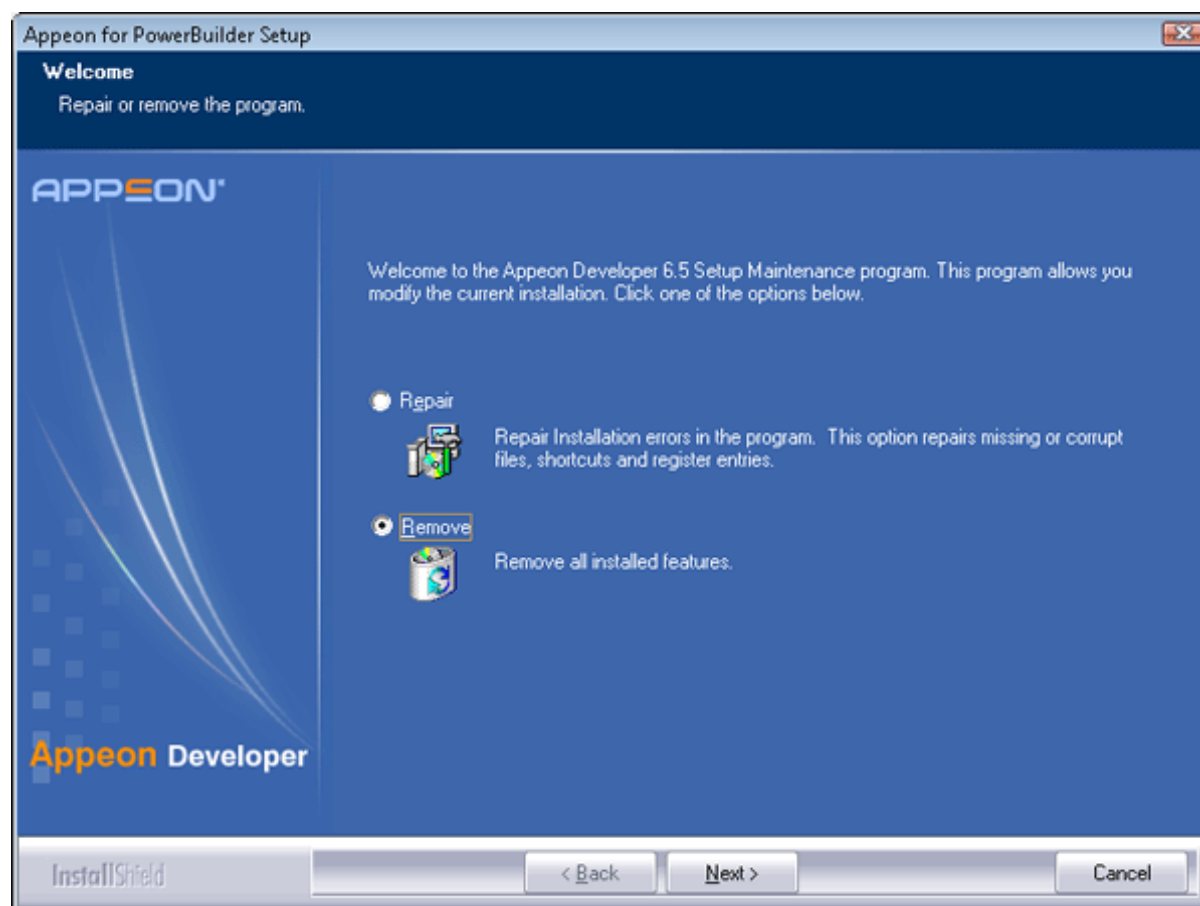 Appeon for PowerBuilder Setup
Welcome
Repair or remove the program.
APPEON
Welcome to the Appeon Developer 6.5 Setup Maintenance program. This program allows you
modify the current installation. Click one of the options below.
Repair
Repair Installation errors in the program. This option repairs missing or corrupt
files, shortcuts and register entries.
Remove
Remove all installed features.
Appeon Developer
InstallShield
< Back
Next >
Cancel